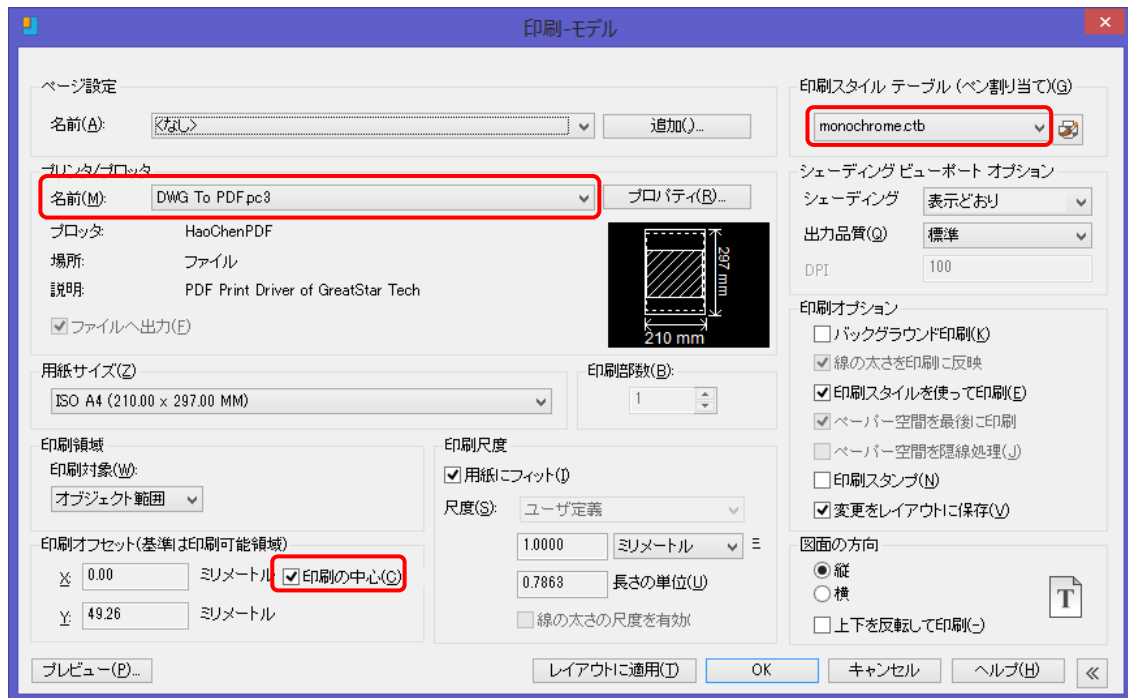 印刷-モデル
ページ設定
名前(A):
<なし>
追加()...
プリンタ/プロッタ
名前(M):
DWG To PDF.pc3
プロパティ(R)...
プロッタ:
HaoChenPDF
場所:
ファイル
説明:
PDF Print Driver of GreatStar Tech
ファイルへ出力(F)
297 mm
210 mm
用紙サイズ(Z)
ISO A4 (210.00 x 297.00 MM)
印刷部数(B):
1
印刷領域
印刷対象(W):
オブジェクト範囲
印刷オフセット(基準は印刷可能領域)
X:
0.00
ミリメートル
印刷の中心(C)
Y:
49.26
ミリメートル
印刷尺度
用紙にフィット(I)
尺度(S):
ユーザ定義
1.0000
ミリメートル
=
0.7863
長さの単位(U)
線の太さの尺度を有効(
印刷スタイル テーブル (ペン割り当て)(G)
monochrome.ctb
シェーディング ビューポート オプション
シェーディング
表示どおり
出力品質(Q)
標準
DPI
100
印刷オプション
バックグラウンド印刷(K)
線の太さを印刷に反映
印刷スタイルを使って印刷(E)
ペーパー空間を最後に印刷
ペーパー空間を隠線処理(J)
印刷スタンプ(N)
変更をレイアウトに保存(V)
図面の方向
縦
横
上下を反転して印刷(-)
T
プレビュー(P)...
レイアウトに適用(T)
OK
キャンセル
ヘルプ(H)